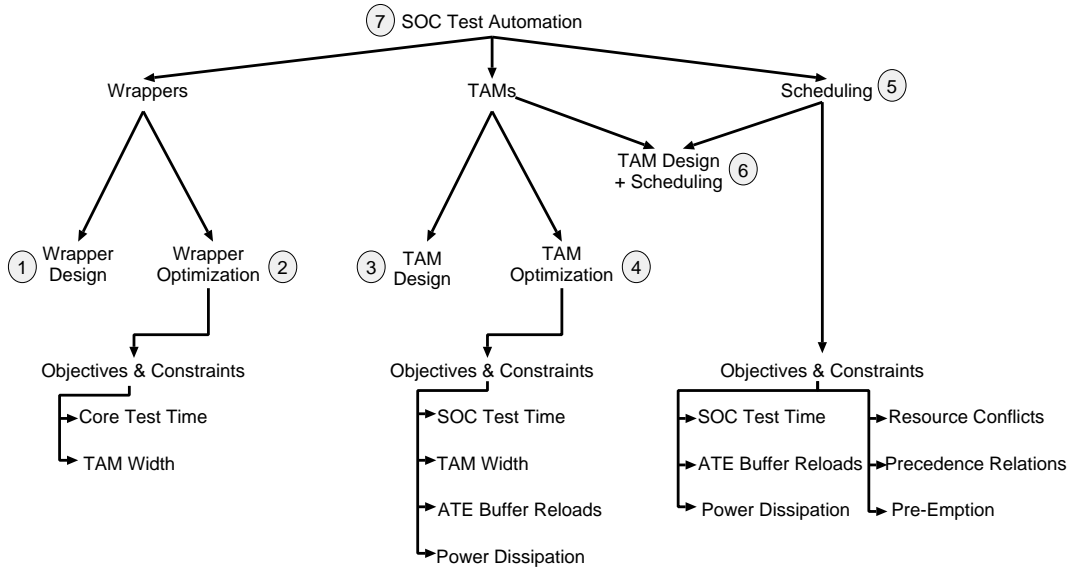 7 SOC Test Automation
Wrappers
TAMs
Scheduling 5
TAM Design
+ Scheduling
6
1
Wrapper
Design
Wrapper
Optimization
2
3
TAM
Design
TAM
Optimization
4
Objectives & Constraints
Core Test Time
TAM Width
Objectives & Constraints
SOC Test Time
TAM Width
ATE Buffer Reloads
Power Dissipation
Objectives & Constraints
SOC Test Time
ATE Buffer Reloads
Power Dissipation
Resource Conflicts
Precedence Relations
Pre-Emption